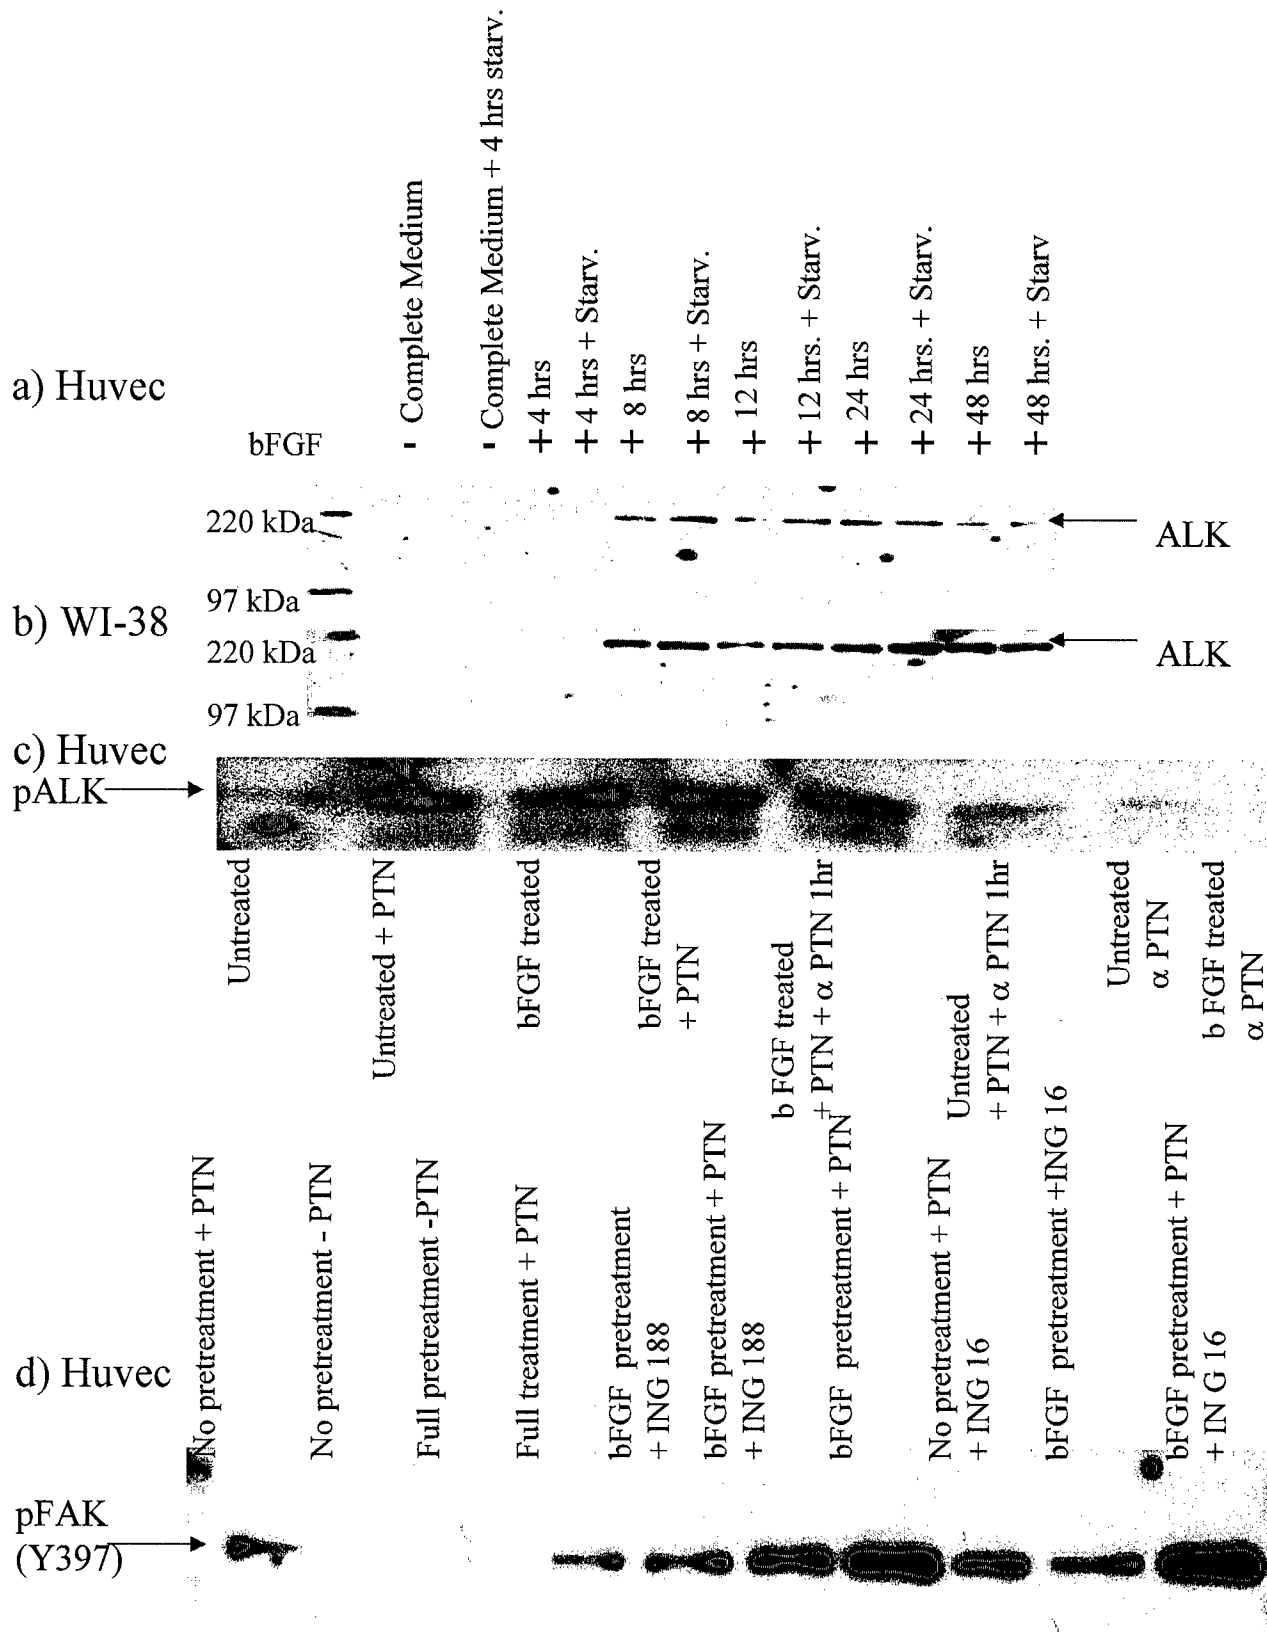 a) Huvec
bFGF
- Complete Medium
- Complete Medium + 4 hrs starv.
+ 4 hrs
+ 4 hrs + Starv.
+ 8 hrs
+ 8 hrs + Starv.
+ 12 hrs
+ 12 hrs. + Starv.
+ 24 hrs
+ 24 hrs. + Starv.
+ 48 hrs
+ 48 hrs. + Starv
220 kDa
ALK
97 kDa
b) WI-38
220 kDa
ALK
97 kDa
c) Huvec
pALK
Untreated
Untreated + PTN
bFGF treated
bFGF treated
+ PTN
b FGF treated
+ PTN + α PTN 1hr
Untreated
+ PTN + α PTN 1hr
Untreated
α PTN
b FGF treated
α PTN
d) Huvec
No pretreatment + PTN
No pretreatment - PTN
Full pretreatment -PTN
Full treatment + PTN
bFGF pretreatment
+ ING 188
bFGF pretreatment + PTN
+ ING 188
bFGF pretreatment + PTN
No pretreatment + PTN
+ ING 16
bFGF pretreatment +ING 16
bFGF pretreatment + PTN
+ IN G 16
pFAK
(Y397)